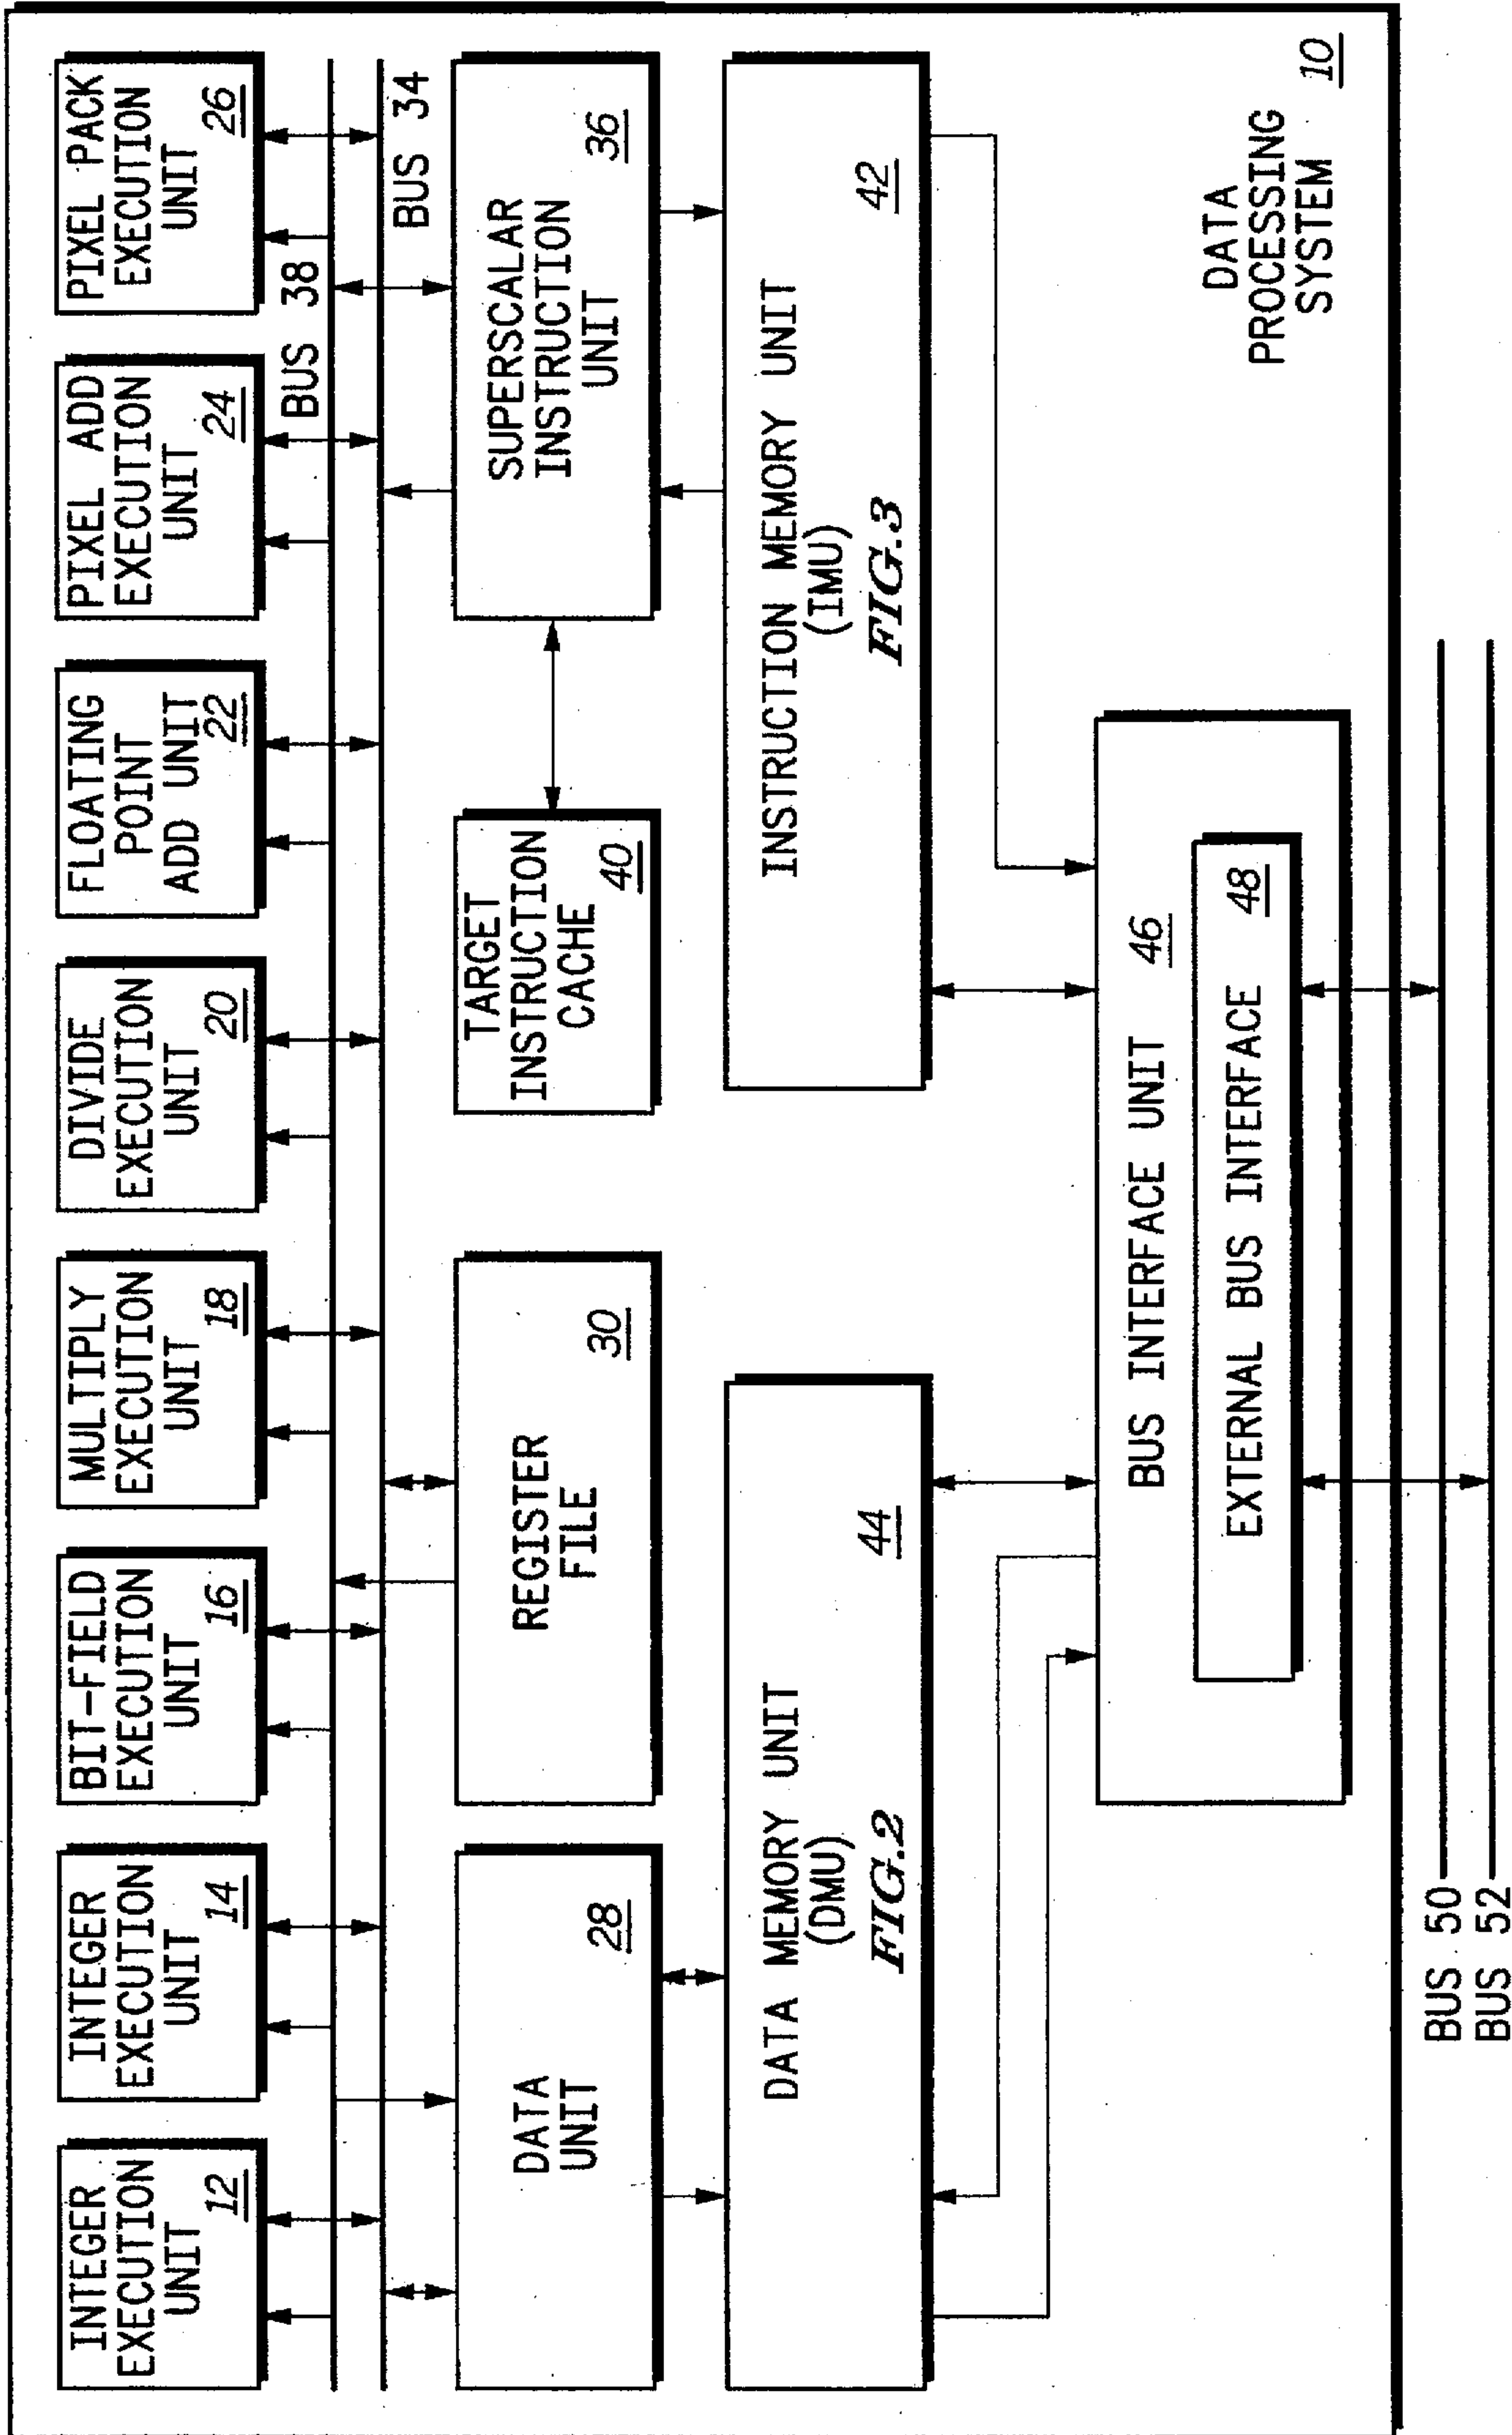 INTEGER
EXECUTION
UNIT
12
INTEGER
EXECUTION
UNIT
14
BIT-FIELD
EXECUTION
UNIT
16
MULTIPLY
EXECUTION
UNIT
18
DIVIDE
EXECUTION
UNIT
20
FLOATING
POINT
ADD UNIT
22
PIXEL ADD
EXECUTION
UNIT
24
PIXEL PACK
EXECUTION
UNIT
26
BUS 38
BUS 34
DATA
UNIT
28
REGISTER
FILE
30
TARGET
INSTRUCTION
CACHE
40
SUPERSCALAR
INSTRUCTION
UNIT
36
DATA MEMORY UNIT
(DMU)
FIG.2
44
INSTRUCTION MEMORY UNIT
(IMU)
FIG.3
42
BUS INTERFACE UNIT
46
EXTERNAL BUS INTERFACE
48
DATA
PROCESSING
SYSTEM
10
BUS 50
BUS 52